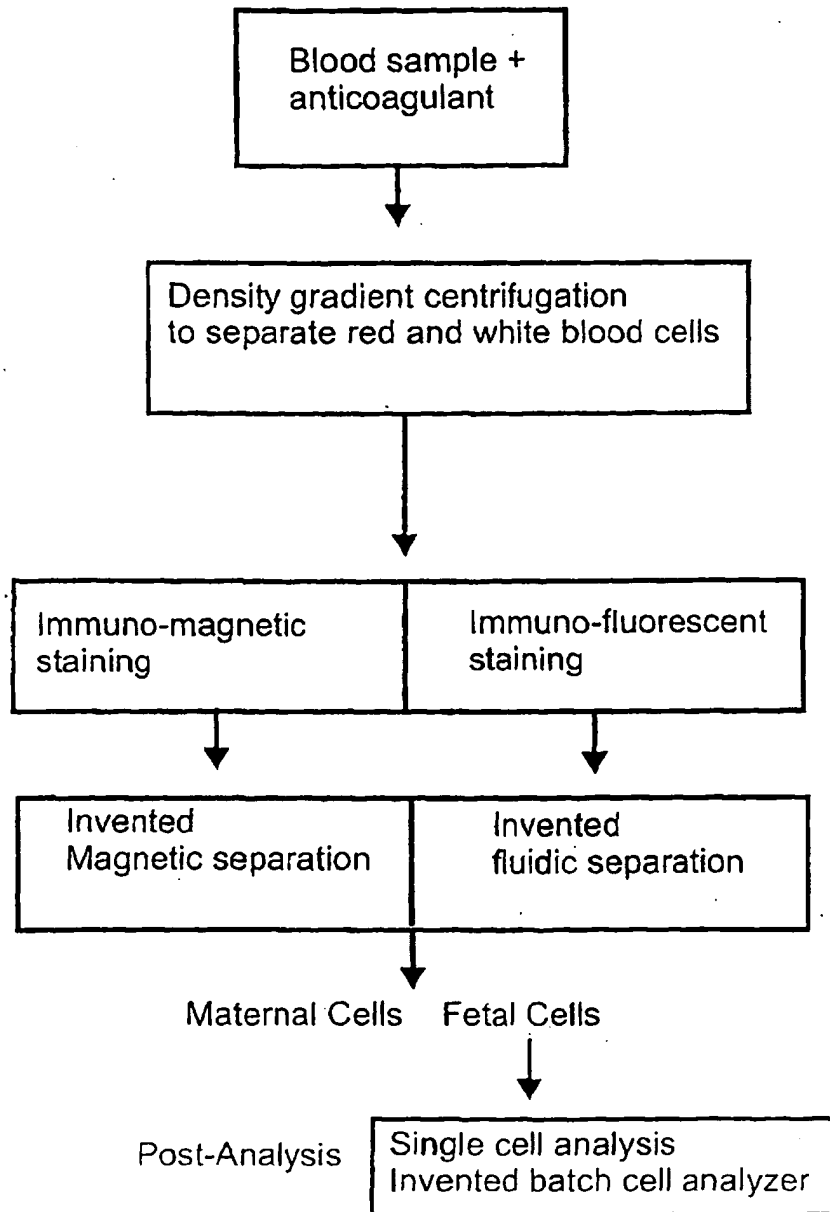 Blood sample +
anticoagulant
Density gradient centrifugation
to separate red and white blood cells
Immuno-magnetic
staining
Immuno-fluorescent
staining
Invented
Magnetic separation
Invented
fluidic separation
Maternal Cells Fetal Cells
Post-Analysis
Single cell analysis
Invented batch cell analyzer